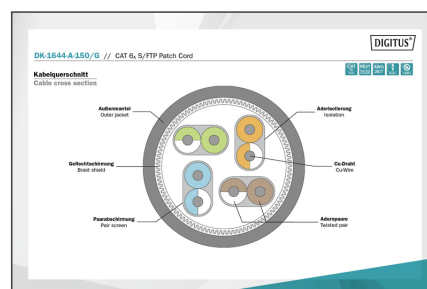 DIGITUS®
DK-1644-A-150/G // CAT 6A S/FTP Patch Cord
Kabelquerschnitt
Cable cross section
Außenmantel
Outer jacket
Aderisolierung
Isolation
Geflechtschirmung
Braid shield
Cu-Draht
Cu-Wire
Paarabschirmung
Pair screen
Adernpaare
Twisted pair